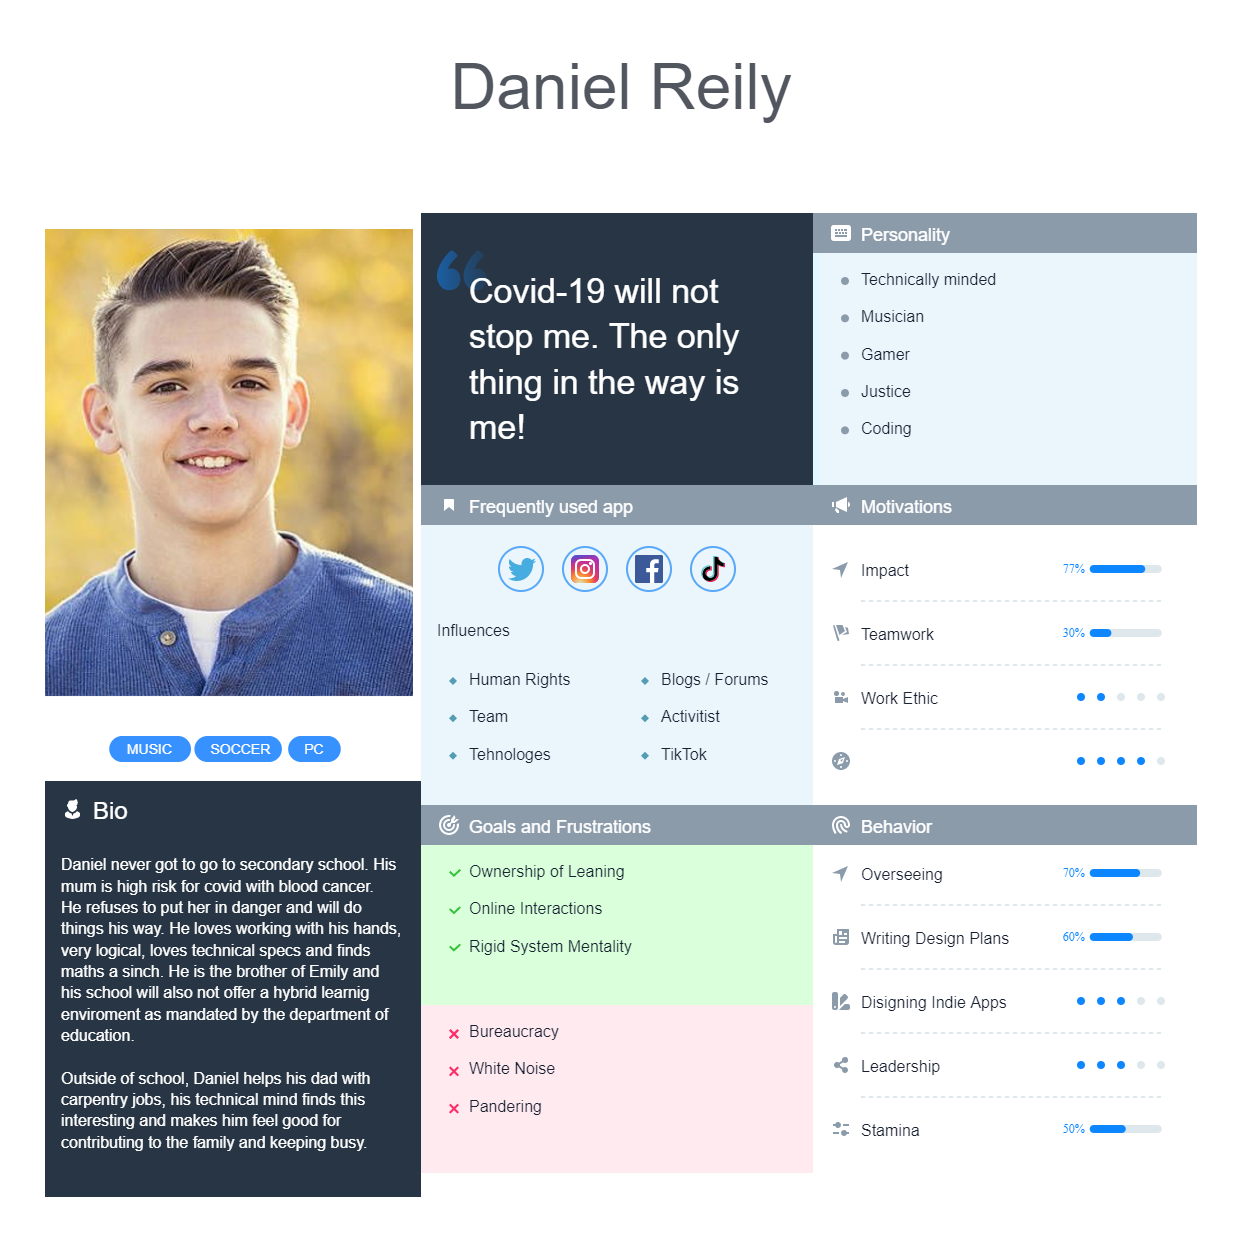 Daniel Reily
MUSIC
SOCCER
PC
Bio
Daniel never got to go to secondary school. His
mum is high risk for covid with blood cancer.
He refuses to put her in danger and will do
things his way. He loves working with his hands,
very logical, loves technical specs and finds
maths a sinch. He is the brother of Emily and
his school will also not offer a hybrid learnig
enviroment as mandated by the department of
education.
Outside of school, Daniel helps his dad with
carpentry jobs, his technical mind finds this
interesting and makes him feel good for
contributing to the family and keeping busy.
“
Covid-19 will not
stop me. The only
thing in the way is
me!
Frequently used app
Influences
Human Rights
Team
Tehnologes
Blogs / Forums
Activitist
TikTok
Goals and Frustrations
Ownership of Leaning
Online Interactions
Rigid System Mentality
Bureaucracy
White Noise
Pandering
Personality
Technically minded
Musician
Gamer
Justice
Coding
Motivations
Impact 77%
Teamwork 30%
Work Ethic
Behavior
Overseeing 70%
Writing Design Plans 60%
Disigning Indie Apps
Leadership
Stamina 50%